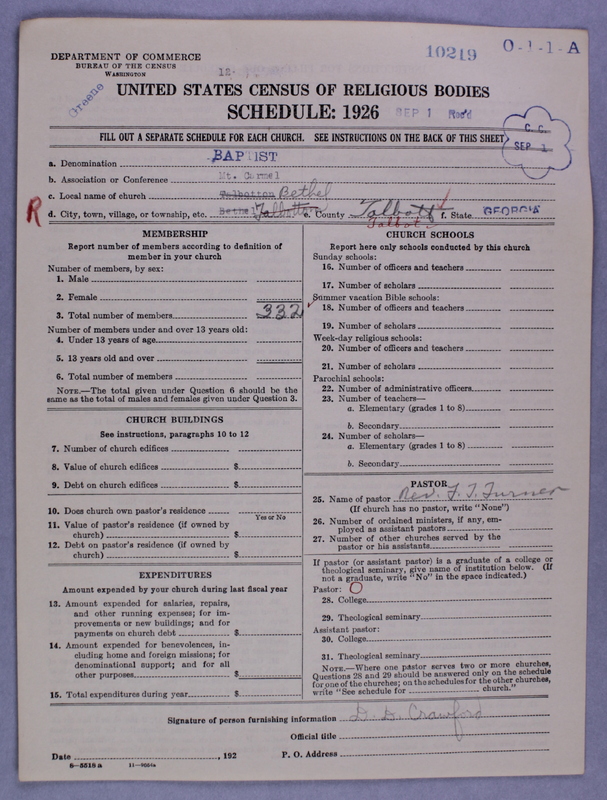 10219 O-1-1-A
DEPARTMENT OF COMMERCE
BUREAU OF THE CENSUS
WASHINGTON
12
Greene
UNITED STATES CENSUS OF RELIGIOUS BODIES
SCHEDULE: 1926 SEP 1 Rec'd
FILL OUT A SEPARATE SCHEDULE FOR EACH CHURCH. SEE INSTRUCTIONS ON THE BACK OF THIS SHEET
C. C.
SEP 1
a. Denomination BAPTIST
b. Association or Conference Mt. Carmel
c. Local name of church Talbotton Bethel
R d. City, town, village, or township, etc. Bethel Talbott e. County Talbott f. State GEORGIA
Talbot
MEMBERSHIP
Report number of members according to definition of
member in your church
Number of members, by sex:
1. Male
2. Female
3. Total number of members 332
Number of members under and over 13 years old:
4. Under 13 years of age
5. 13 years old and over
6. Total number of members
NOTE.—The total given under Question 6 should be the
same as the total of males and females given under Question 3.
CHURCH BUILDINGS
See instructions, paragraphs 10 to 12
7. Number of church edifices
8. Value of church edifices $
9. Debt on church edifices $
10. Does church own pastor's residence
Yes or No
11. Value of pastor's residence (if owned by
church) $
12. Debt on pastor's residence (if owned by
church) $
EXPENDITURES
Amount expended by your church during last fiscal year
13. Amount expended for salaries, repairs,
and other running expenses; for im-
provements or new buildings; and for
payments on church debt $
14. Amount expended for benevolences, in-
cluding home and foreign missions; for
denominational support; and for all
other purposes $
15. Total expenditures during year $
CHURCH SCHOOLS
Report here only schools conducted by this church
Sunday schools:
16. Number of officers and teachers
17. Number of scholars
Summer vacation Bible schools:
18. Number of officers and teachers
19. Number of scholars
Week-day religious schools:
20. Number of officers and teachers
21. Number of scholars
Parochial schools:
22. Number of administrative officers
23. Number of teachers—
a. Elementary (grades 1 to 8)
b. Secondary
24. Number of scholars—
a. Elementary (grades 1 to 8)
b. Secondary
PASTOR
25. Name of pastor Rev. F. T. Turner
(If church has no pastor, write "None")
26. Number of ordained ministers, if any, em-
ployed as assistant pastors
27. Number of other churches served by the
pastor or his assistants
If pastor (or assistant pastor) is a graduate of a college or
theological seminary, give name of institution below. (If
not a graduate, write "No" in the space indicated.)
Pastor: O
28. College
29. Theological seminary
Assistant pastor:
30. College
31. Theological seminary
NOTE.—Where one pastor serves two or more churches,
Questions 28 and 29 should be answered only on the schedule
for one of the churches; on the schedules for the other churches,
write "See schedule for church."
Signature of person furnishing information D. D. Crawford
Official title
Date , 192 P. O. Address
8—5518 a